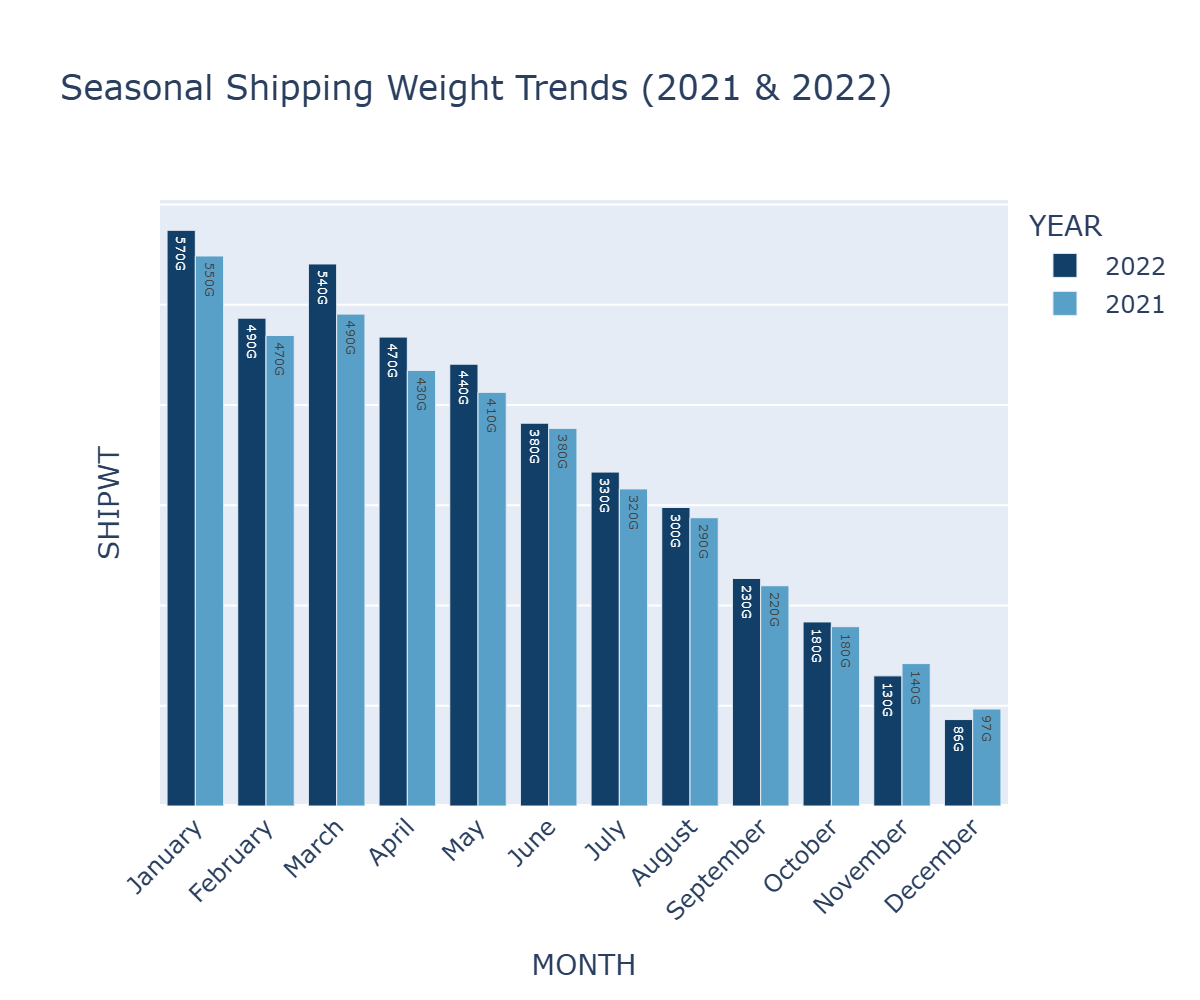 Seasonal Shipping Weight Trends (2021 & 2022)
YEAR
2022
2021
SHIPWT
570G
550G
490G
470G
540G
490G
470G
430G
440G
410G
380G
380G
330G
320G
300G
290G
230G
220G
180G
180G
130G
140G
86G
97G
January
February
March
April
May
June
July
August
September
October
November
December
MONTH